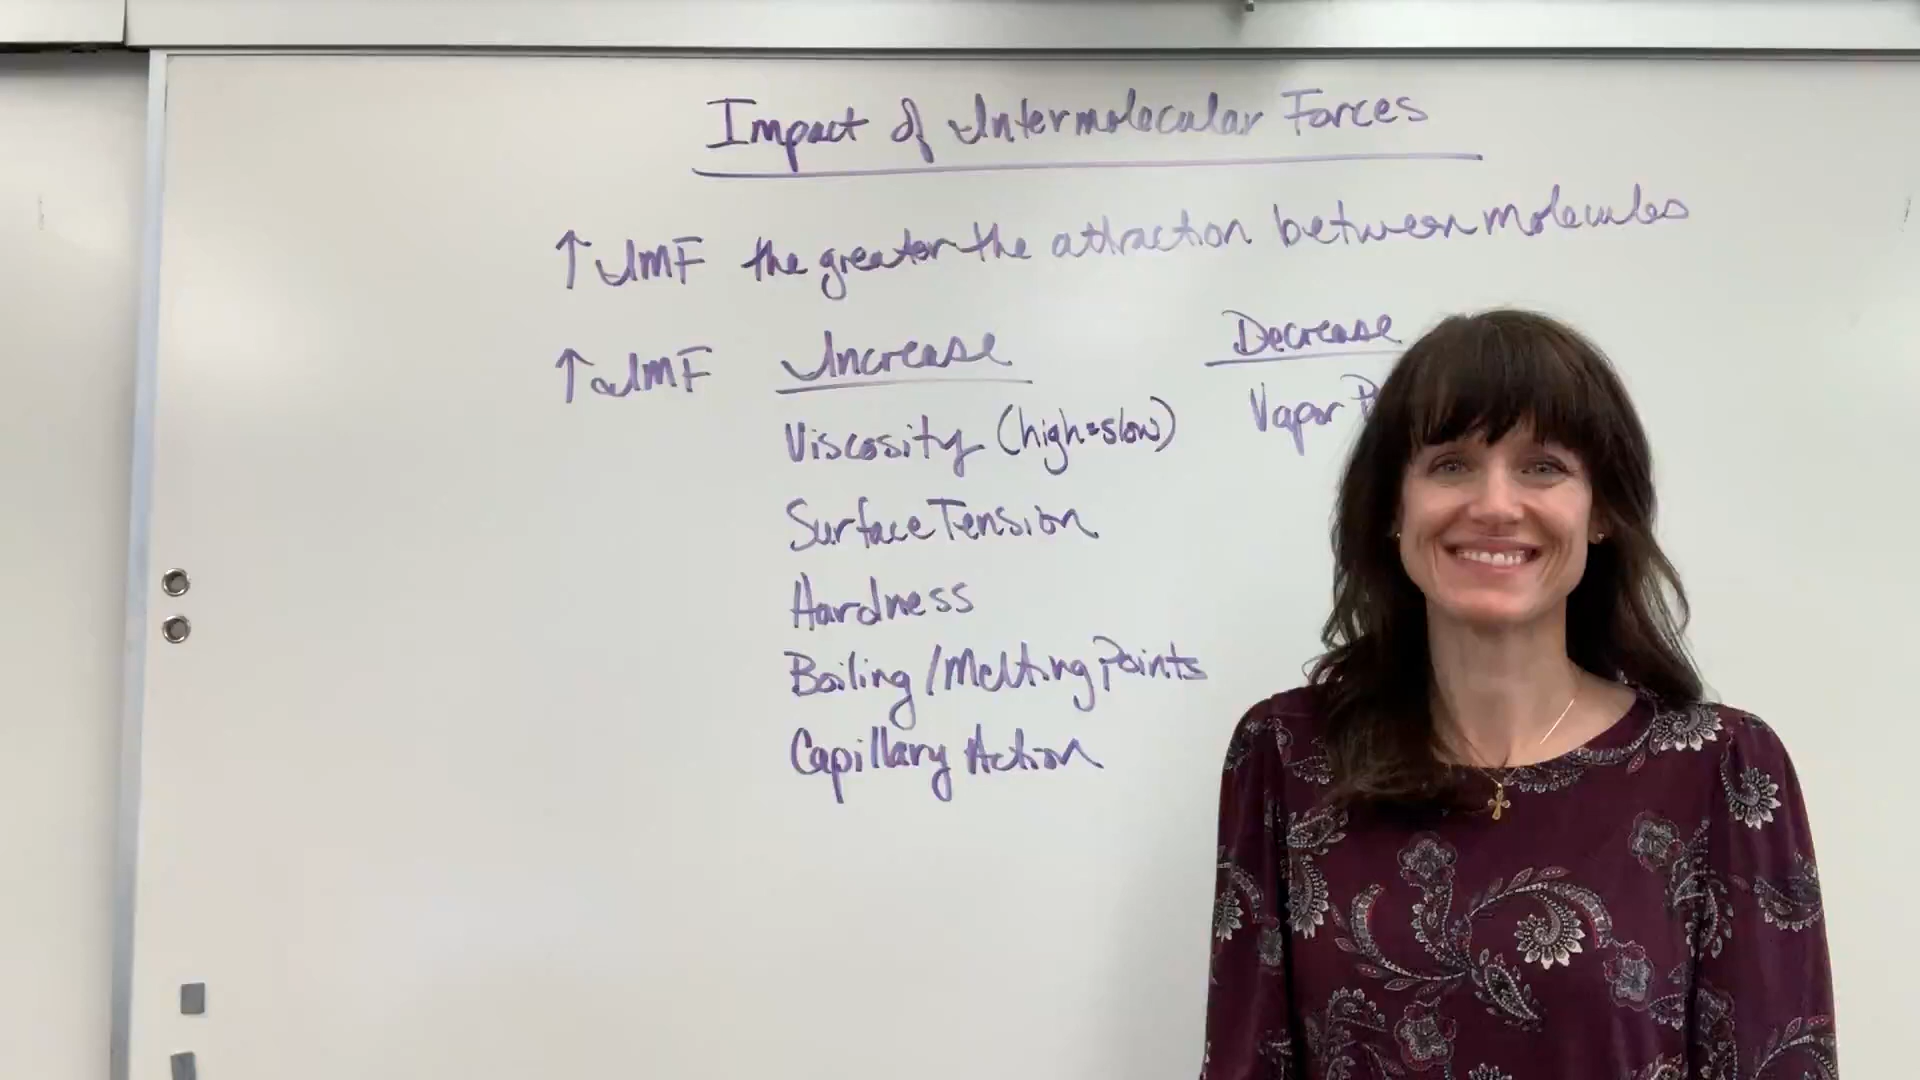 Impact of Intermolecular Forces
↑ IMF the greater the attraction between molecules
↑ IMF Increase Decrease
Viscosity (high=slow) Vapor
Surface Tension
Hardness
Boiling/Melting Points
Capillary Action